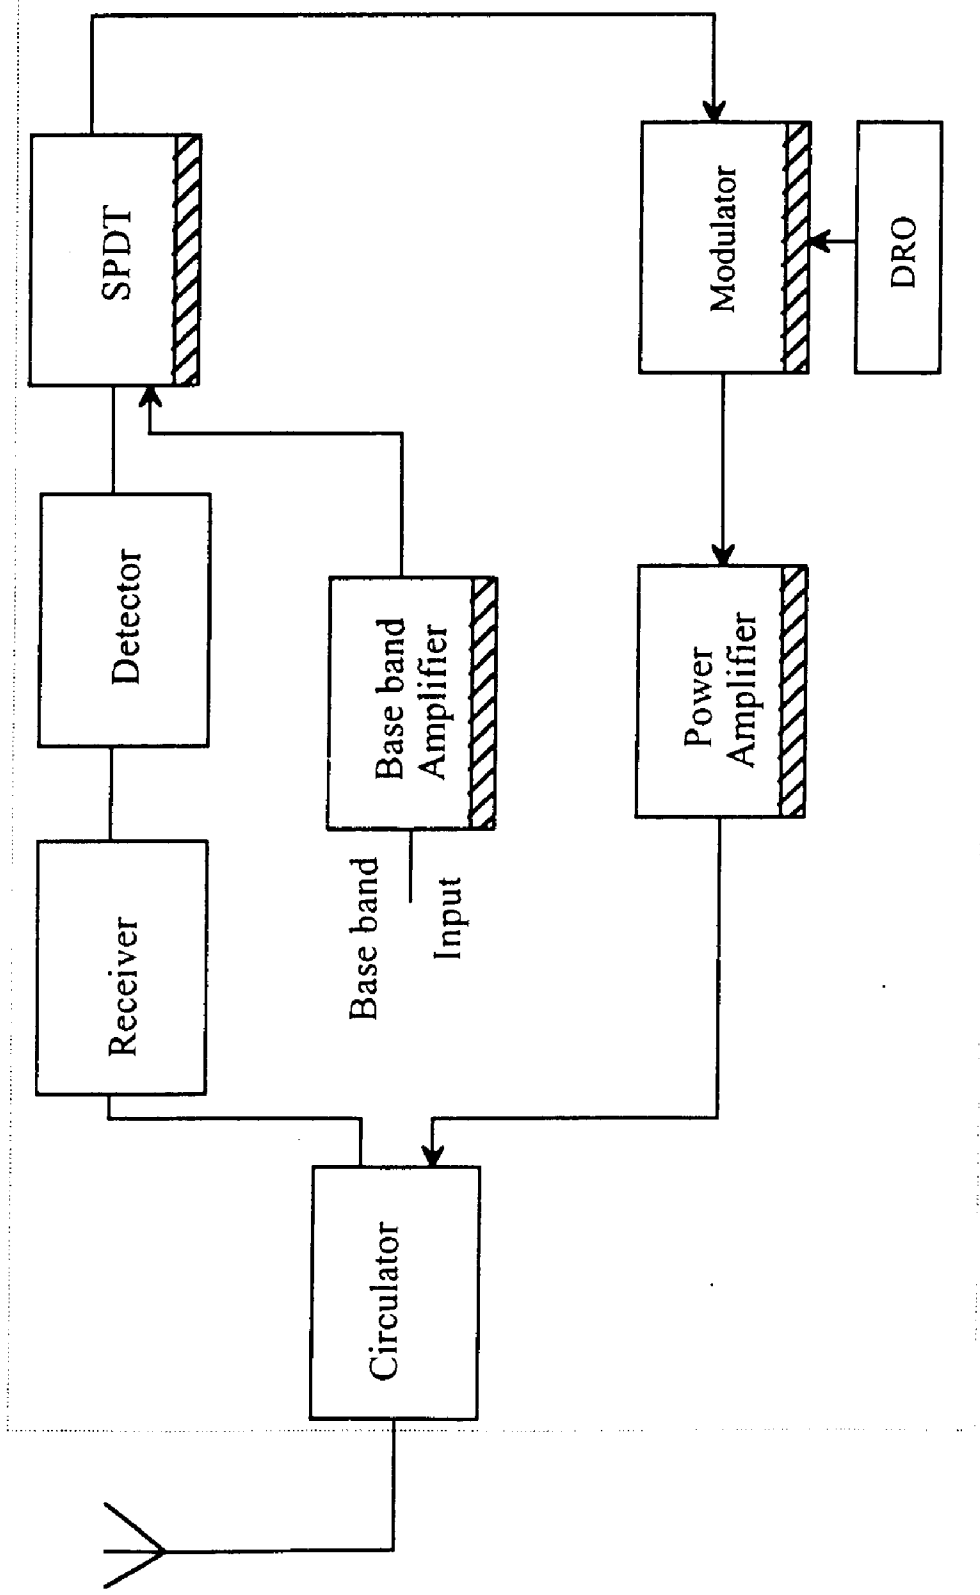 Receiver
Detector
SPDT
Base band
Input
Base band
Amplifier
Circulator
Power
Amplifier
Modulator
DRO